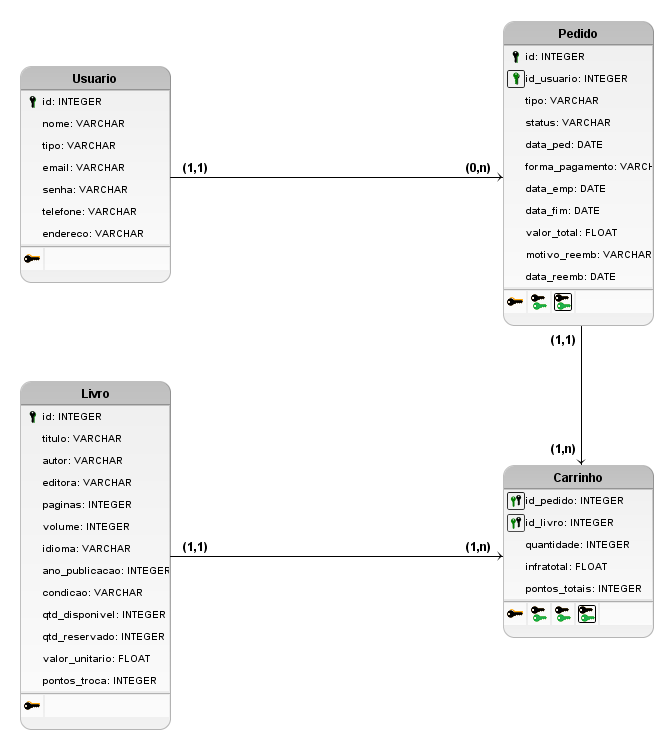 Usuario
id: INTEGER
nome: VARCHAR
tipo: VARCHAR
email: VARCHAR
senha: VARCHAR
telefone: VARCHAR
endereco: VARCHAR
(1,1)
(0,n)
Pedido
id: INTEGER
id_usuario: INTEGER
tipo: VARCHAR
status: VARCHAR
data_ped: DATE
forma_pagamento: VARCH
data_emp: DATE
data_fim: DATE
valor_total: FLOAT
motivo_reemb: VARCHAR
data_reemb: DATE
(1,1)
(1,n)
Livro
id: INTEGER
titulo: VARCHAR
autor: VARCHAR
editora: VARCHAR
paginas: INTEGER
volume: INTEGER
idioma: VARCHAR
ano_publicacao: INTEGER
condicao: VARCHAR
qtd_disponivel: INTEGER
qtd_reservado: INTEGER
valor_unitario: FLOAT
pontos_troca: INTEGER
(1,1)
(1,n)
Carrinho
id_pedido: INTEGER
id_livro: INTEGER
quantidade: INTEGER
infratotal: FLOAT
pontos_totais: INTEGER